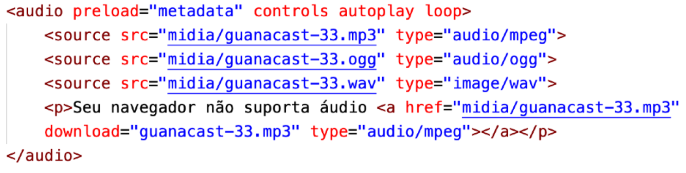 <audio preload="metadata" controls autoplay loop>
<source src="midia/guanacast-33.mp3" type="audio/mpeg">
<source src="midia/guanacast-33.ogg" type="audio/ogg">
<source src="midia/guanacast-33.wav" type="image/wav">
<p>Seu navegador não suporta áudio <a href="midia/guanacast-33.mp3"
download="guanacast-33.mp3" type="audio/mpeg"></a></p>
</audio>